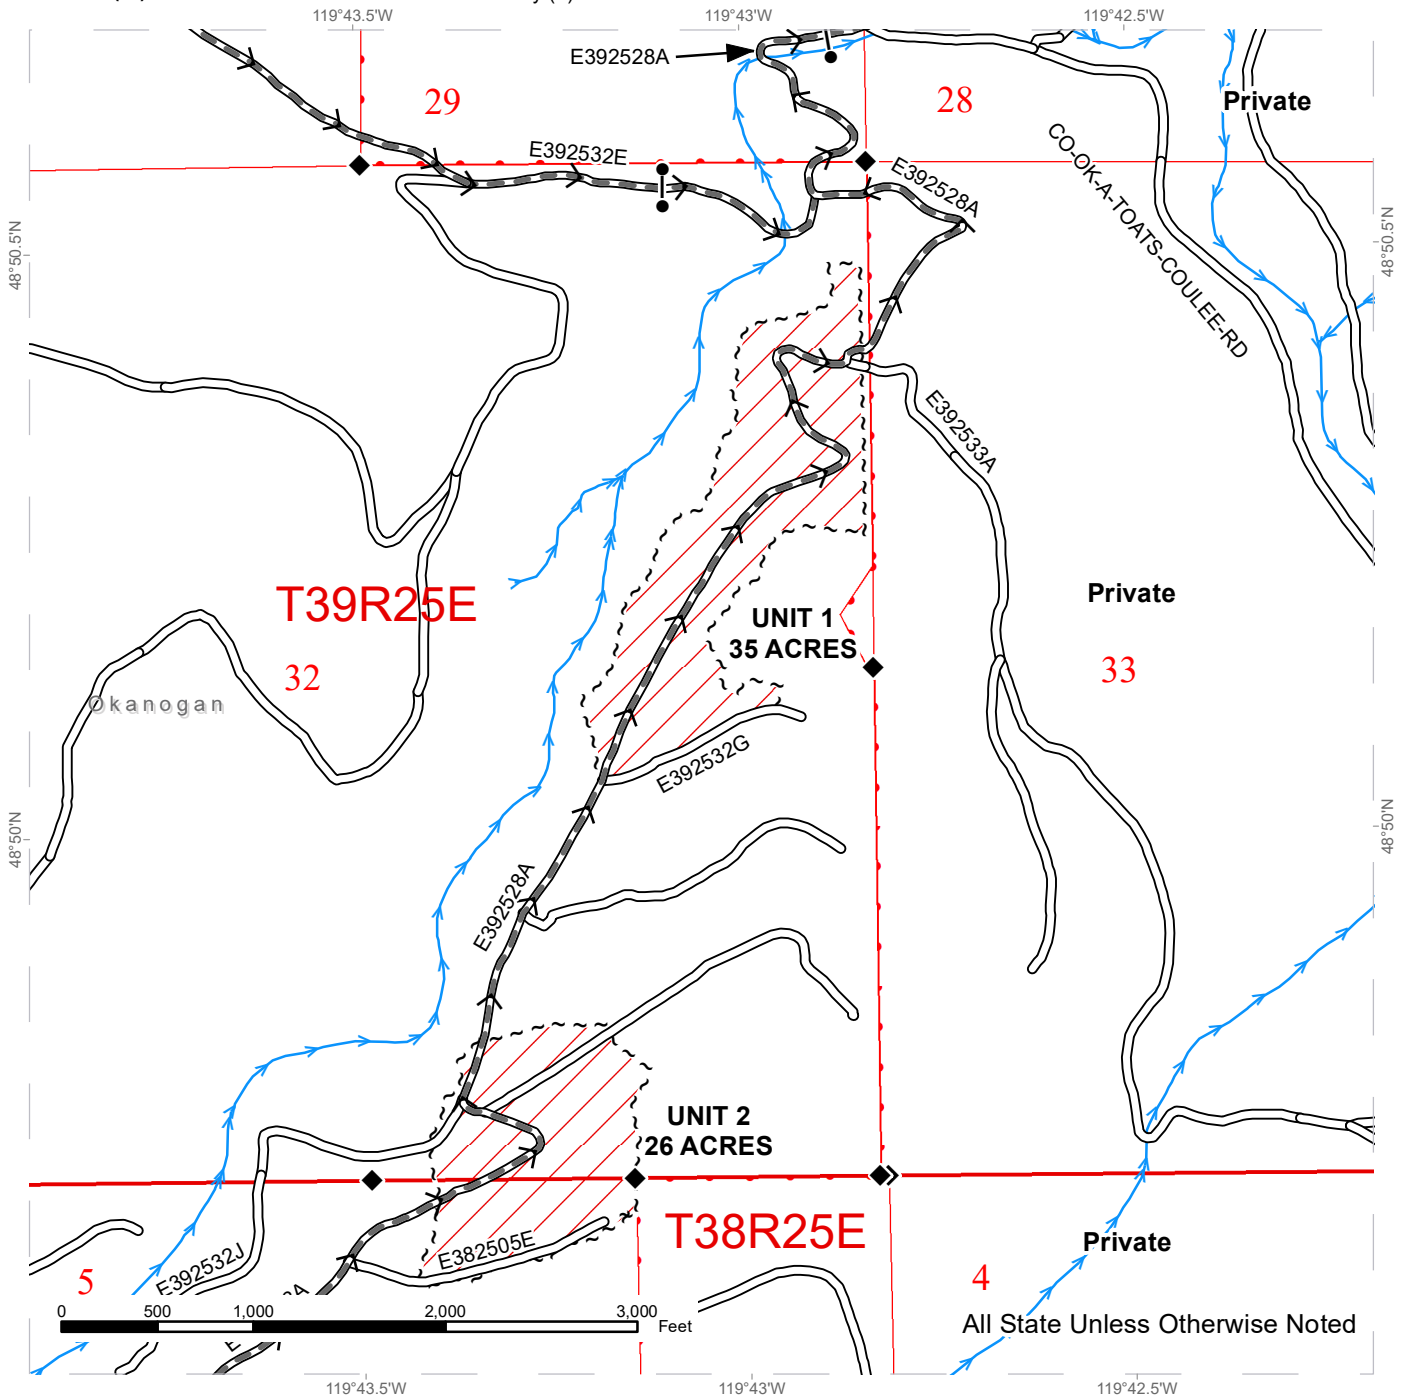 119°43.5'W
119°43'W
119°42.5'W
E392528A
29
28
Private
E392532E
E392528A
CO-OK-A-TOATS-COULEE-RD
48°50.5'N
48°50.5'N
E392533A
T39R25E
UNIT 1
35 ACRES
Private
32
33
Okanogan
E392532G
48°50'N
48°50'N
E392528A
UNIT 2
26 ACRES
T38R25E
E382505E
Private
E392532J
5
4
0
500
1,000
2,000
3,000
Feet
All State Unless Otherwise Noted
119°43.5'W
119°43'W
119°42.5'W